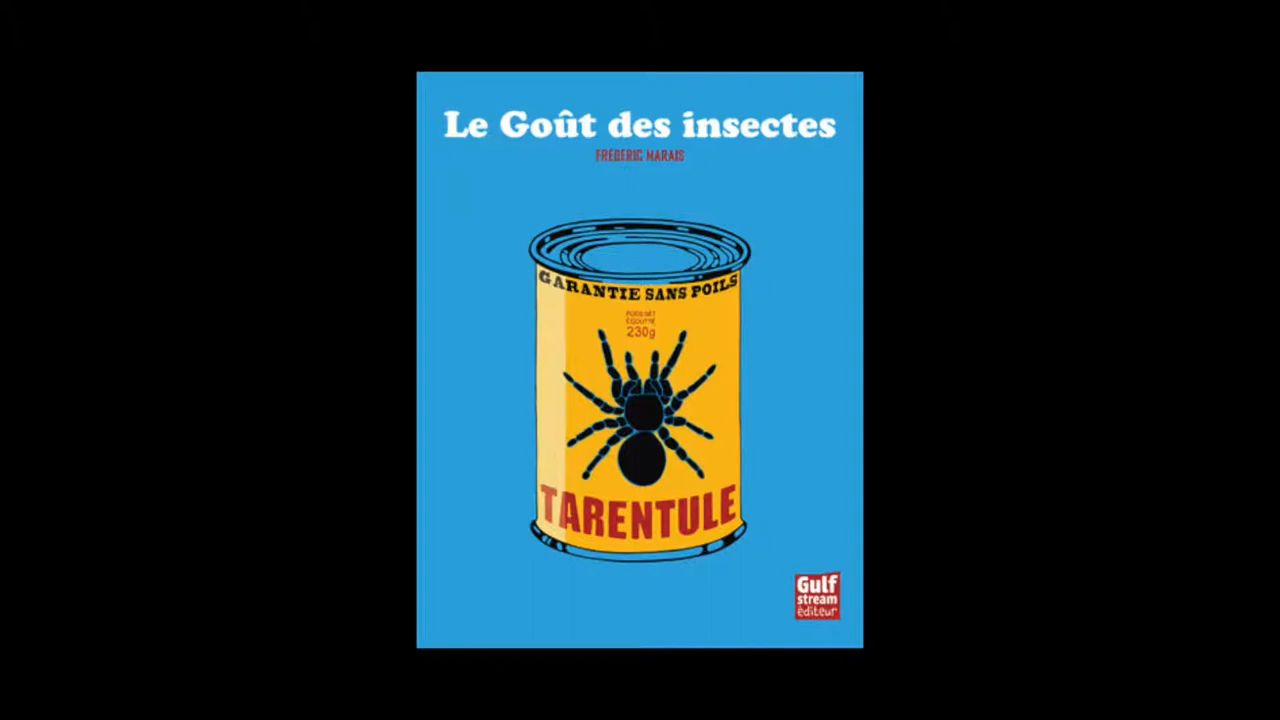 Le Goût des insectes
FRÉDÉRIC MARAIS
GARANTIE SANS POILS
POIDS NET
ÉGOUTTÉ
230g
TARENTULE
Gulf
stream
éditeur